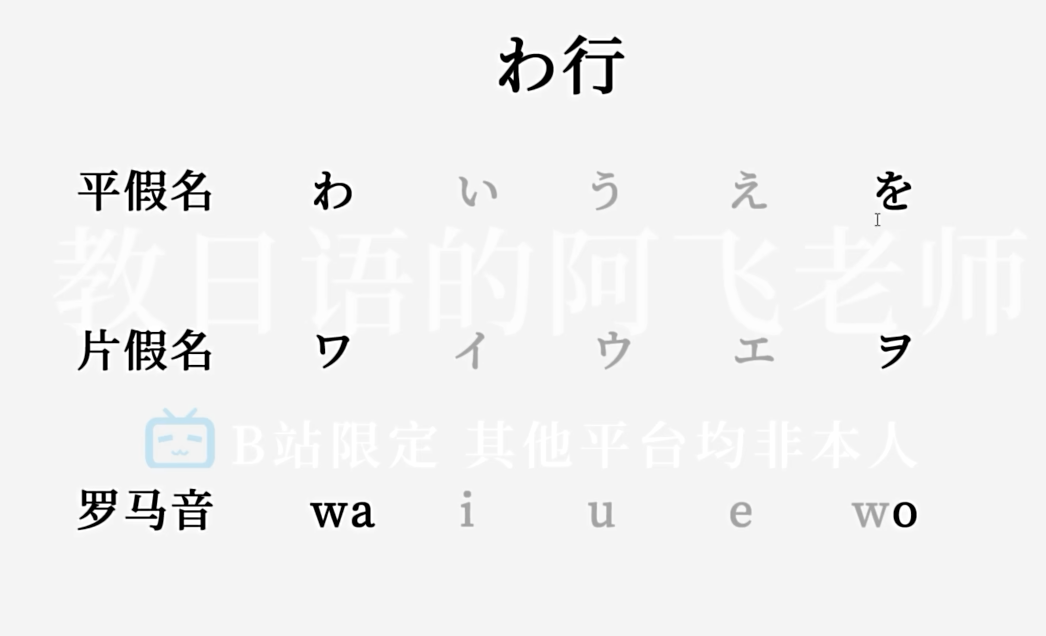 わ行
平假名 わ い う え を
教日语的阿飞老师
片假名 ワ イ ウ エ ヲ
B站限定 其他平台均非本人
罗马音 wa i u e wo